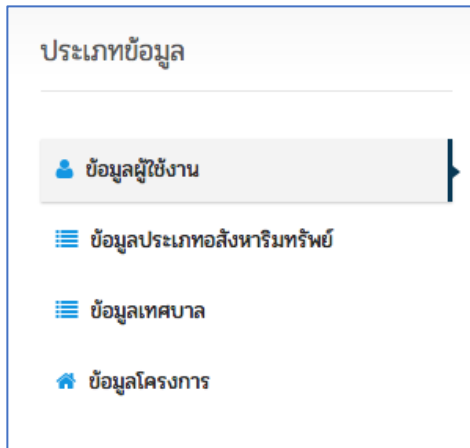 ประเภทข้อมูล
ข้อมูลผู้ใช้งาน
ข้อมูลประเภทอสังหาริมทรัพย์
ข้อมูลเทศบาล
ข้อมูลโครงการ